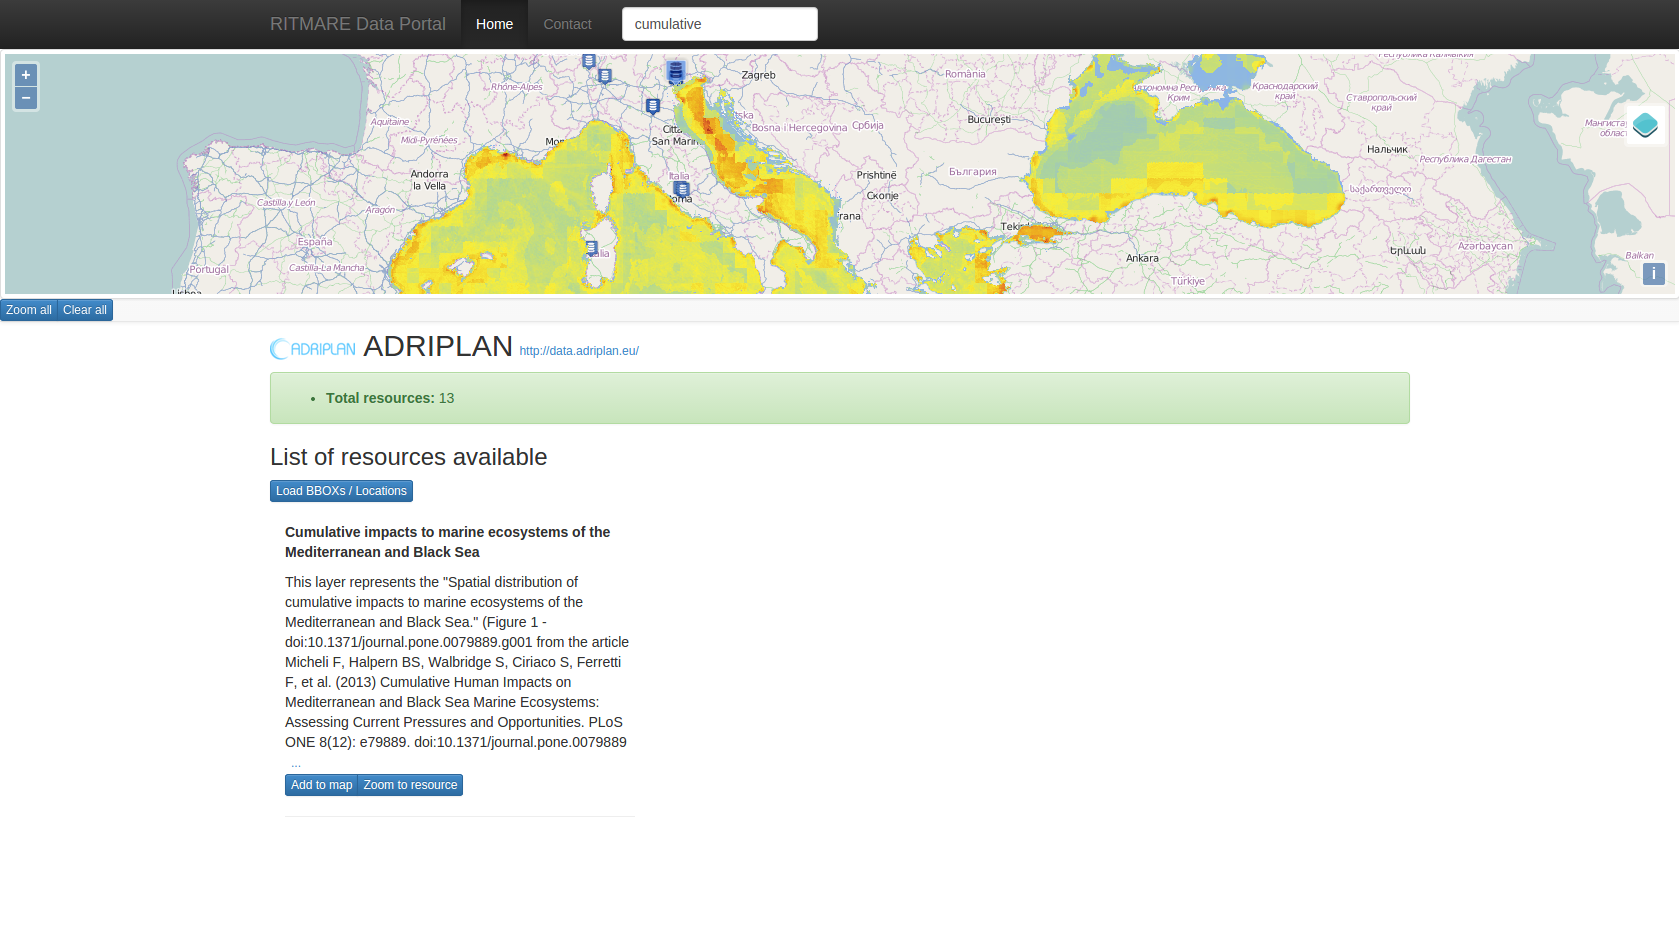 RITMARE Data Portal Home Contact cumulative
+
−
Республика Калмыкия
Rhône-Alpes
Zagreb
România
Автономна Республіка
Крим
Краснодарский
край
Ставропольский
край
Aquitaine
București
Città
San Marino
Bosna i Hercegovina
Србија
Midi-Pyrénées
Нальчик
Республика Дагестан
Andorra
la Vella
Italia
Prishtinë
България
Скопје
საქართველო
Castilla y León
Aragón
España
Ankara
Երևան
Azərbaycan
Balkan
Portugal
Castilla-La Mancha
Türkiye
Lisboa
i
Zoom all Clear all
ADRIPLAN ADRIPLAN http://data.adriplan.eu/
• Total resources: 13
List of resources available
Load BBOXs / Locations
Cumulative impacts to marine ecosystems of the
Mediterranean and Black Sea
This layer represents the "Spatial distribution of
cumulative impacts to marine ecosystems of the
Mediterranean and Black Sea." (Figure 1 -
doi:10.1371/journal.pone.0079889.g001 from the article
Micheli F, Halpern BS, Walbridge S, Ciriaco S, Ferretti
F, et al. (2013) Cumulative Human Impacts on
Mediterranean and Black Sea Marine Ecosystems:
Assessing Current Pressures and Opportunities. PLoS
ONE 8(12): e79889. doi:10.1371/journal.pone.0079889
...
Add to map Zoom to resource